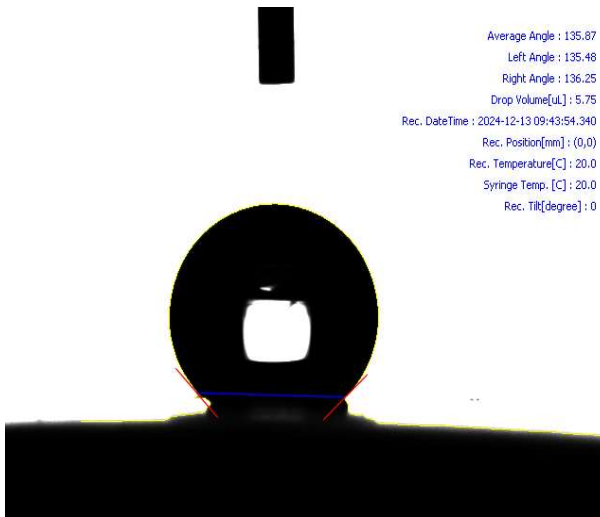 Average Angle : 135.87
Left Angle : 135.48
Right Angle : 136.25
Drop Volume[uL] : 5.75
Rec. DateTime : 2024-12-13 09:43:54.340
Rec. Position[mm] : (0,0)
Rec. Temperature[C] : 20.0
Syringe Temp. [C] : 20.0
Rec. Tilt[degree] : 0